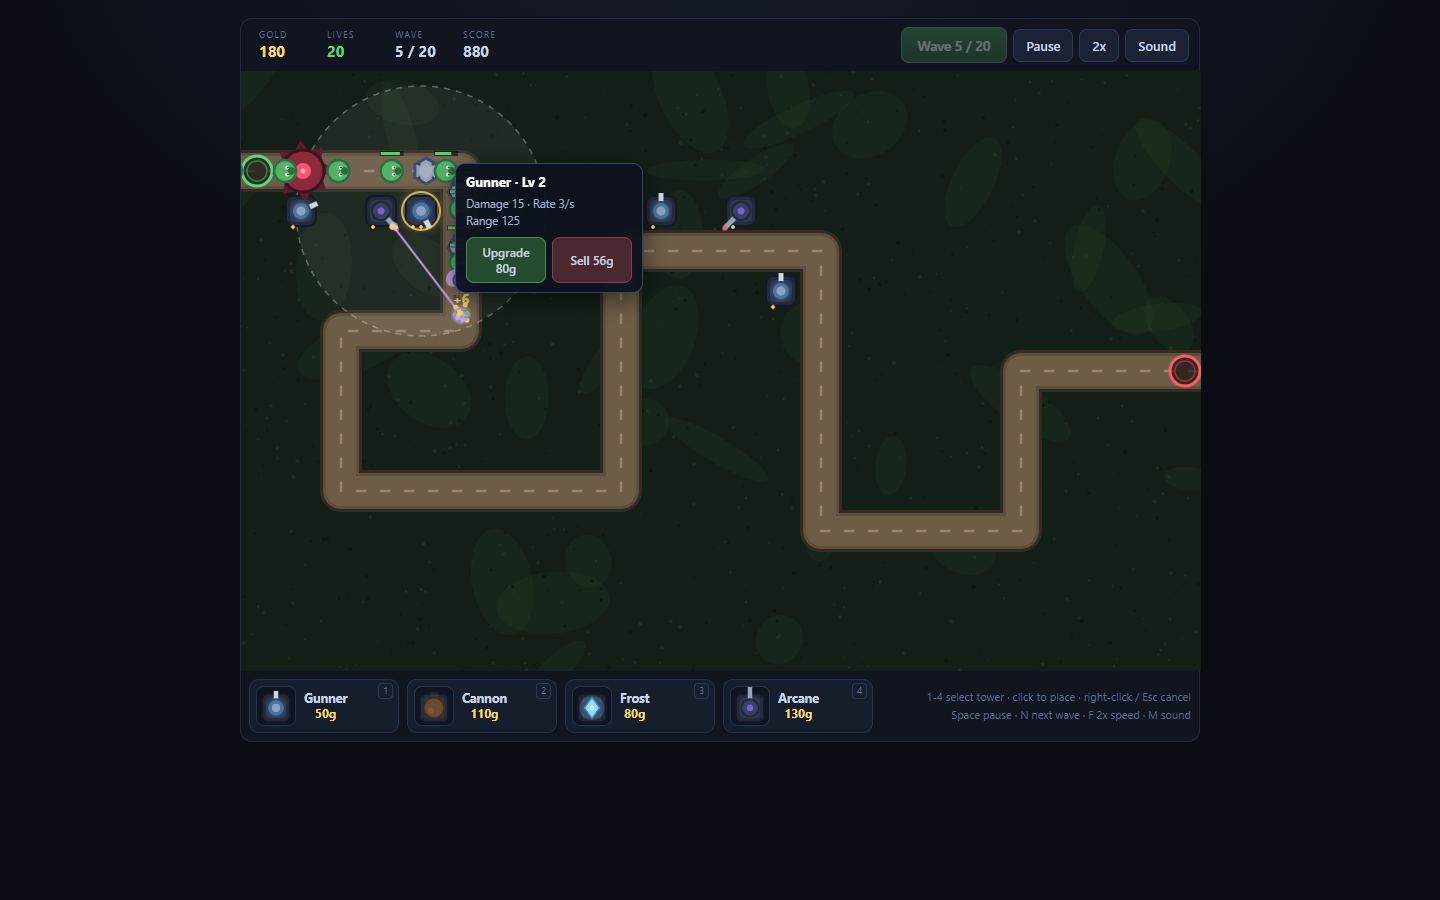 GOLD
180
LIVES
20
WAVE
5 / 20
SCORE
880
Wave 5 / 20
Pause
2x
Sound
Gunner · Lv 2
Damage 15 · Rate 3/s
Range 125
Upgrade
80g
Sell 56g
+6
Gunner
50g
1
Cannon
110g
2
Frost
80g
3
Arcane
130g
4
1-4 select tower · click to place · right-click / Esc cancel
Space pause · N next wave · F 2x speed · M sound